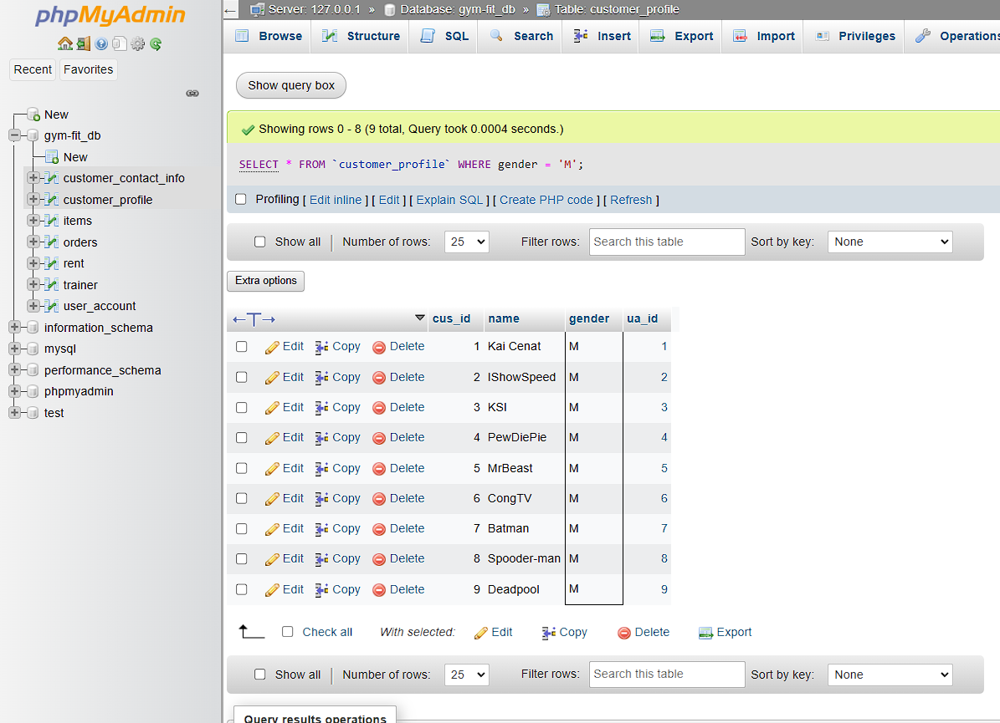 phpMyAdmin
Recent Favorites
New
gym-fit_db
New
customer_contact_info
customer_profile
items
orders
rent
trainer
user_account
information_schema
mysql
performance_schema
phpmyadmin
test
Server: 127.0.0.1 » Database: gym-fit_db » Table: customer_profile
Browse Structure SQL Search Insert Export Import Privileges Operations
Show query box
Showing rows 0 - 8 (9 total, Query took 0.0004 seconds.)
SELECT * FROM `customer_profile` WHERE gender = 'M';
Profiling [ Edit inline ] [ Edit ] [ Explain SQL ] [ Create PHP code ] [ Refresh ]
Show all Number of rows: 25 Filter rows: Search this table Sort by key: None
Extra options
←T→ cus_id name gender ua_id
Edit Copy Delete 1 Kai Cenat M 1
Edit Copy Delete 2 IShowSpeed M 2
Edit Copy Delete 3 KSI M 3
Edit Copy Delete 4 PewDiePie M 4
Edit Copy Delete 5 MrBeast M 5
Edit Copy Delete 6 CongTV M 6
Edit Copy Delete 7 Batman M 7
Edit Copy Delete 8 Spooder-man M 8
Edit Copy Delete 9 Deadpool M 9
Check all With selected: Edit Copy Delete Export
Show all Number of rows: 25 Filter rows: Search this table Sort by key: None
Query results operations